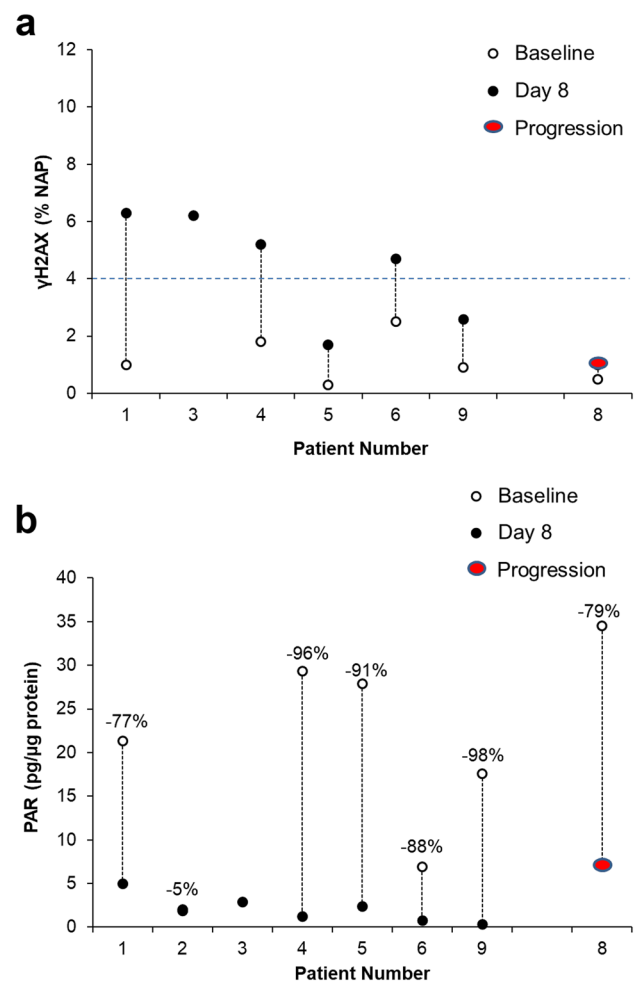 a
Baseline
Day 8
Progression
γH2AX (% NAP)
12
10
8
6
4
2
0
1 3 4 5 6 9 8
Patient Number
b
Baseline
Day 8
Progression
PAR (pg/µg protein)
40
35
30
25
20
15
10
5
0
-77%
-5%
-96%
-91%
-88%
-98%
-79%
1 2 3 4 5 6 9 8
Patient Number